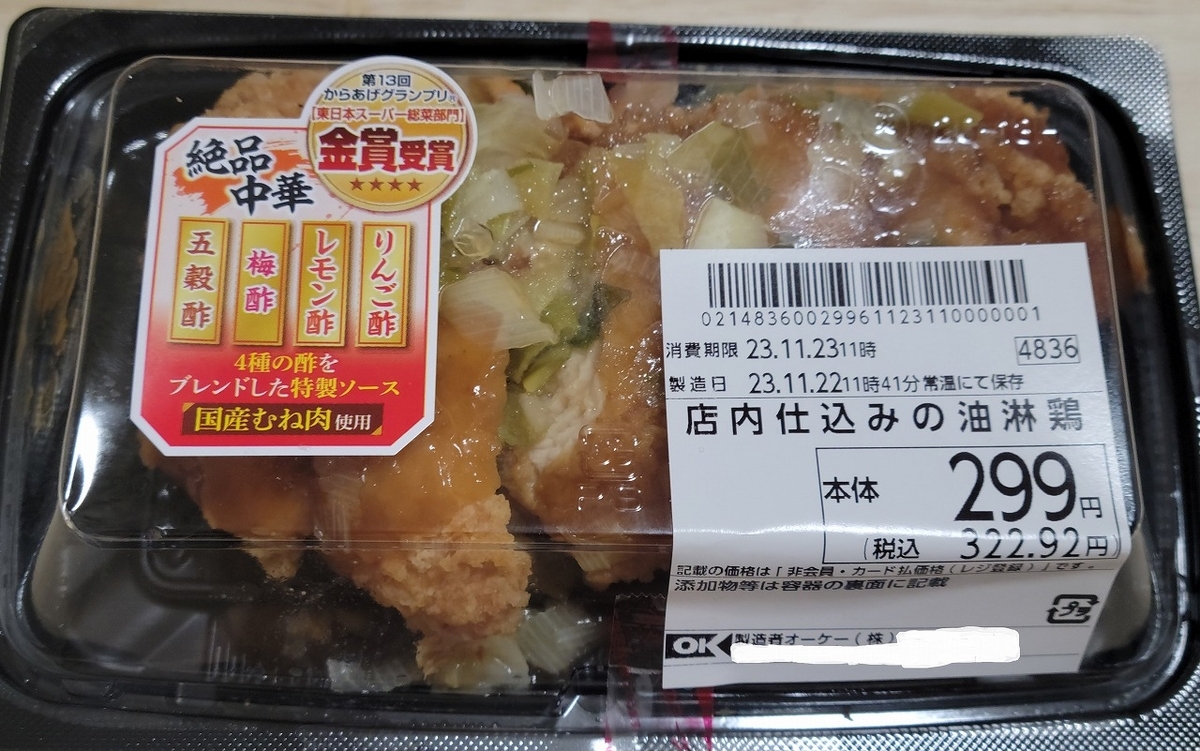 第13回
からあげグランプリ®
[東日本スーパー総菜部門]
金賞受賞
★★★★
絶品
中華
五穀酢
梅酢
レモン酢
りんご酢
4種の酢を
ブレンドした特製ソース
国産むね肉使用
02148360029961123110000001
消費期限 23.11.23 11時 4836
製造日 23.11.22 11時41分常温にて保存
店内仕込みの油淋鶏
本体 299円
(税込 322.92円)
記載の価格は「非会員・カード払価格(レジ登録)」です。
添加物等は容器の裏面に記載
プラ
OK 製造者オーケー(株)